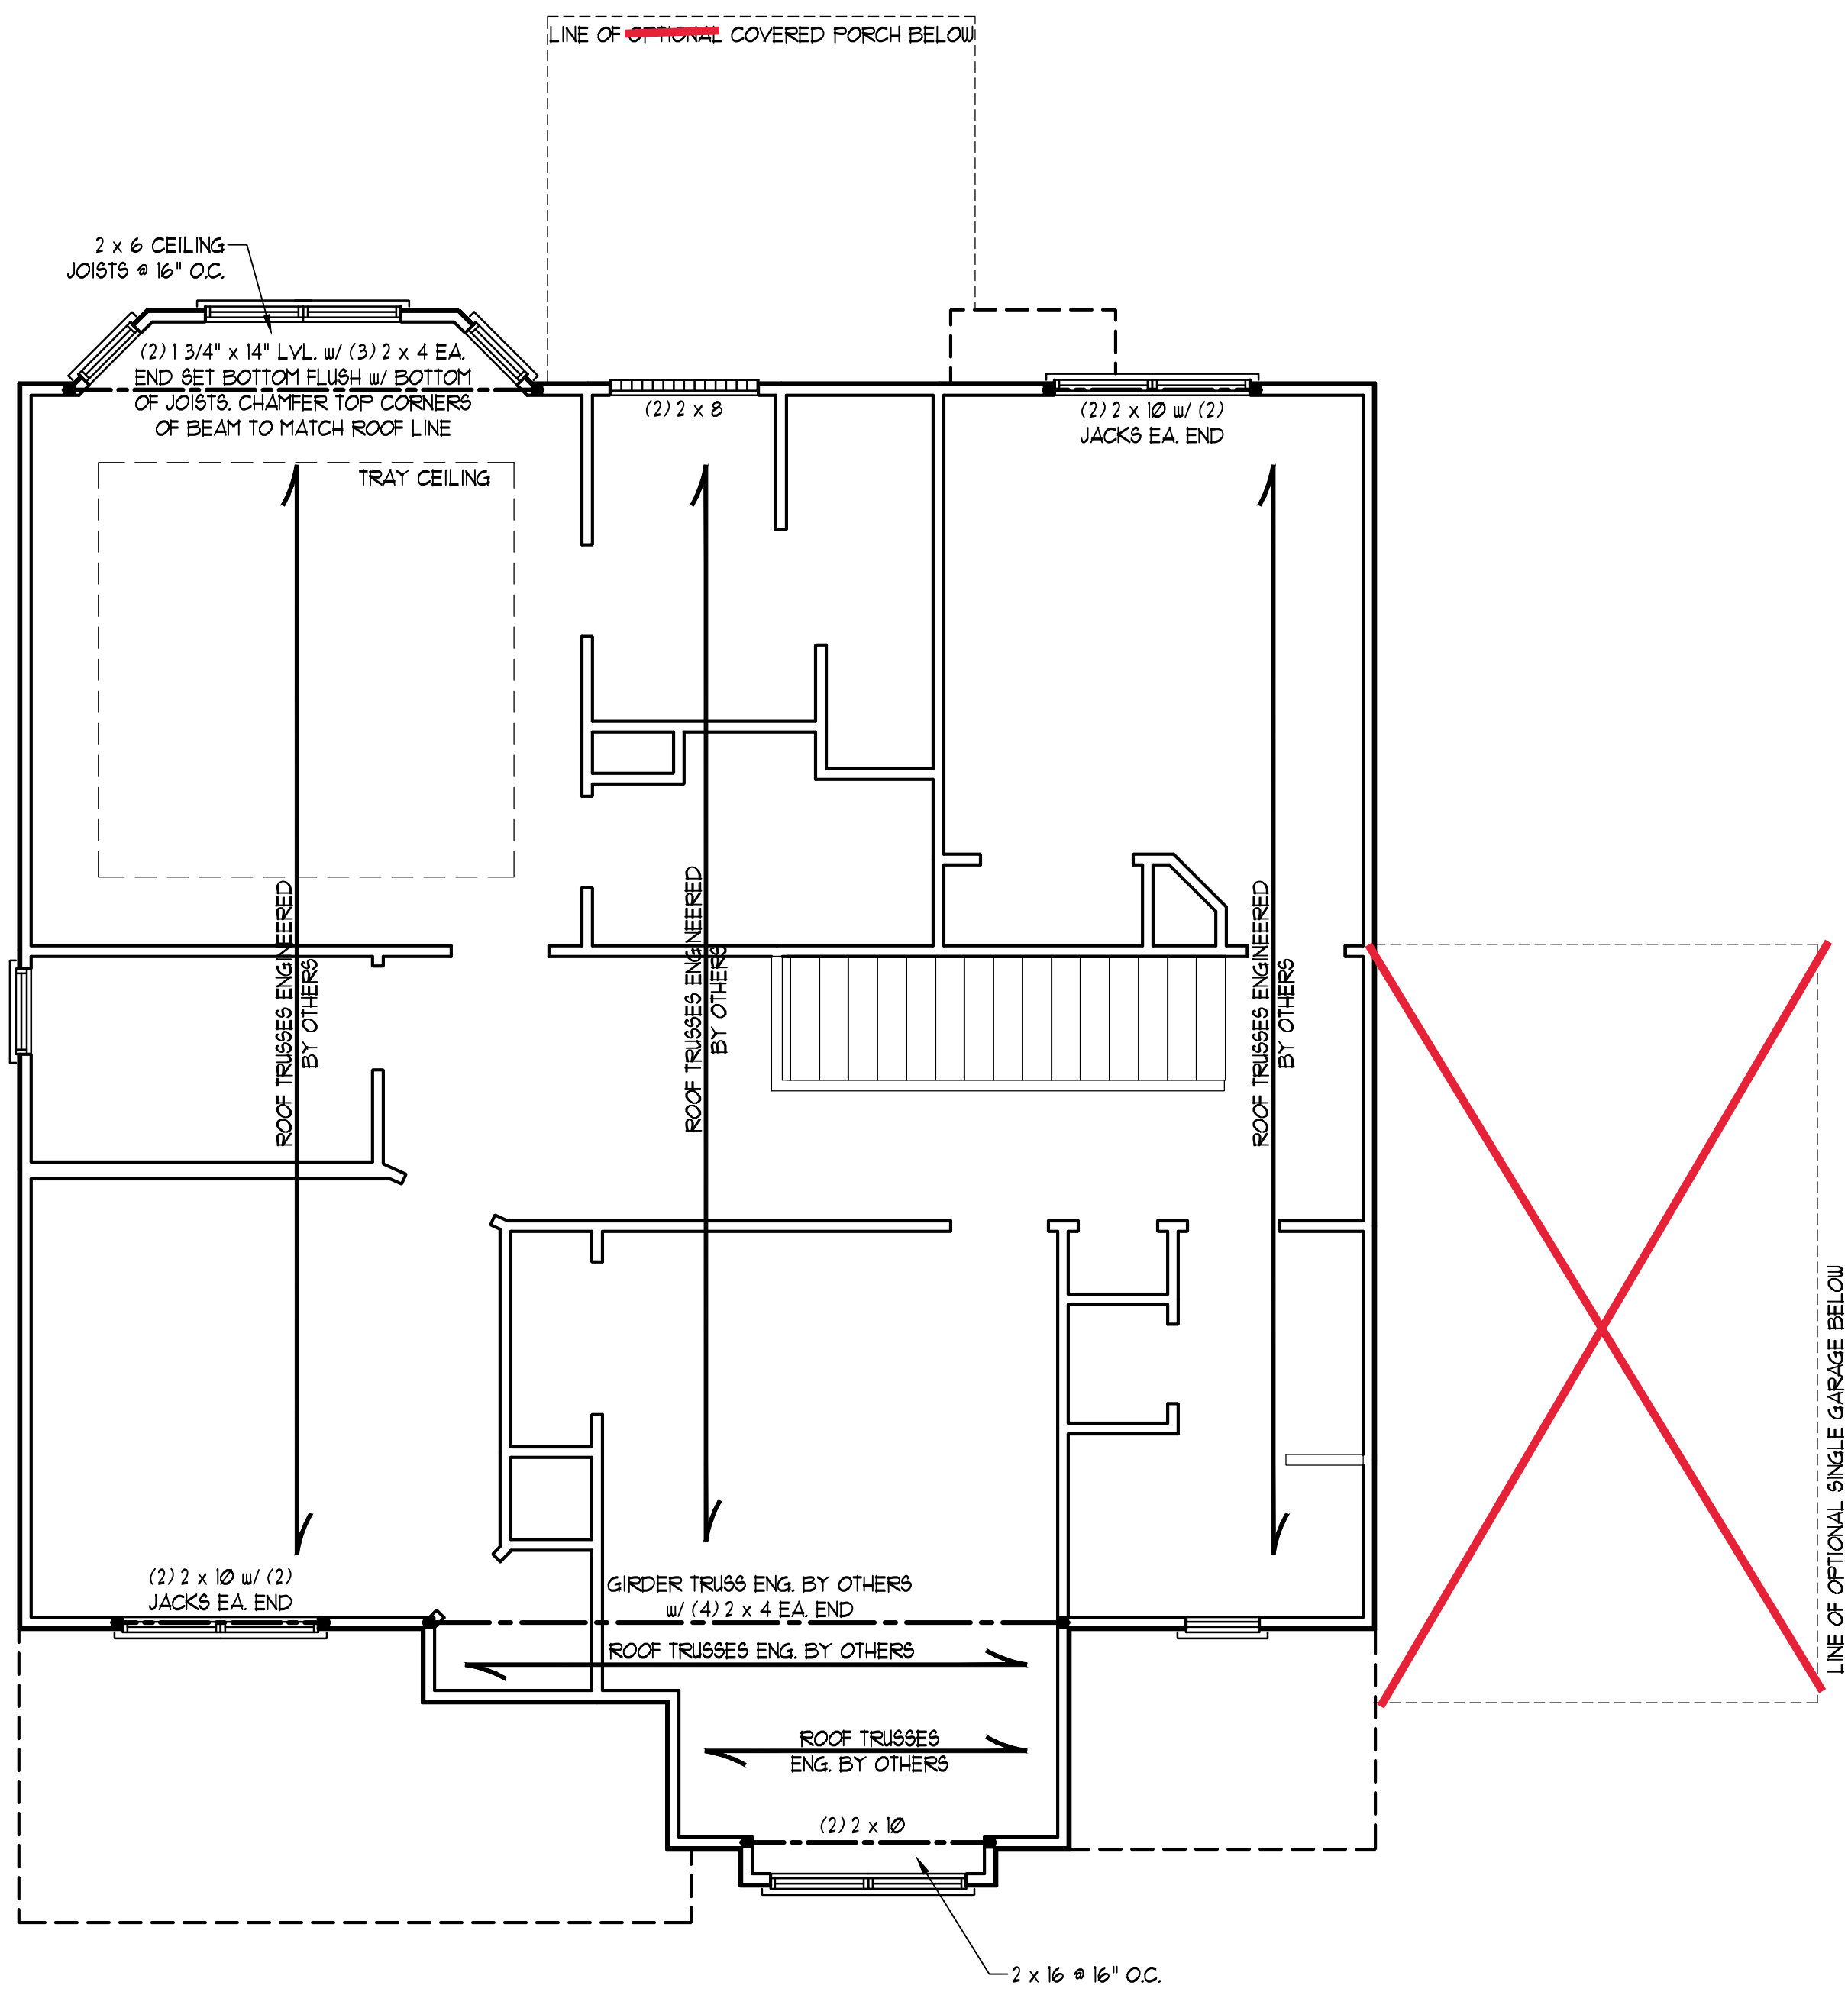 LINE OF OPTIONAL COVERED PORCH BELOW
2 x 6 CEILING
JOISTS @ 16" O.C.
(2) 1 3/4" x 14" LVL. w/ (3) 2 x 4 EA.
END SET BOTTOM FLUSH w/ BOTTOM
OF JOISTS. CHAMFER TOP CORNERS
OF BEAM TO MATCH ROOF LINE
(2) 2 x 8
(2) 2 x 10 w/ (2)
JACKS EA. END
TRAY CEILING
ROOF TRUSSES ENGINEERED
BY OTHERS
ROOF TRUSSES ENGINEERED
BY OTHERS
ROOF TRUSSES ENGINEERED
BY OTHERS
LINE OF OPTIONAL SINGLE GARAGE BELOW
(2) 2 x 10 w/ (2)
JACKS EA. END
GIRDER TRUSS ENG. BY OTHERS
w/ (4) 2 x 4 EA. END
ROOF TRUSSES ENG. BY OTHERS
ROOF TRUSSES
ENG. BY OTHERS
(2) 2 x 10
2 x 16 @ 16" O.C.